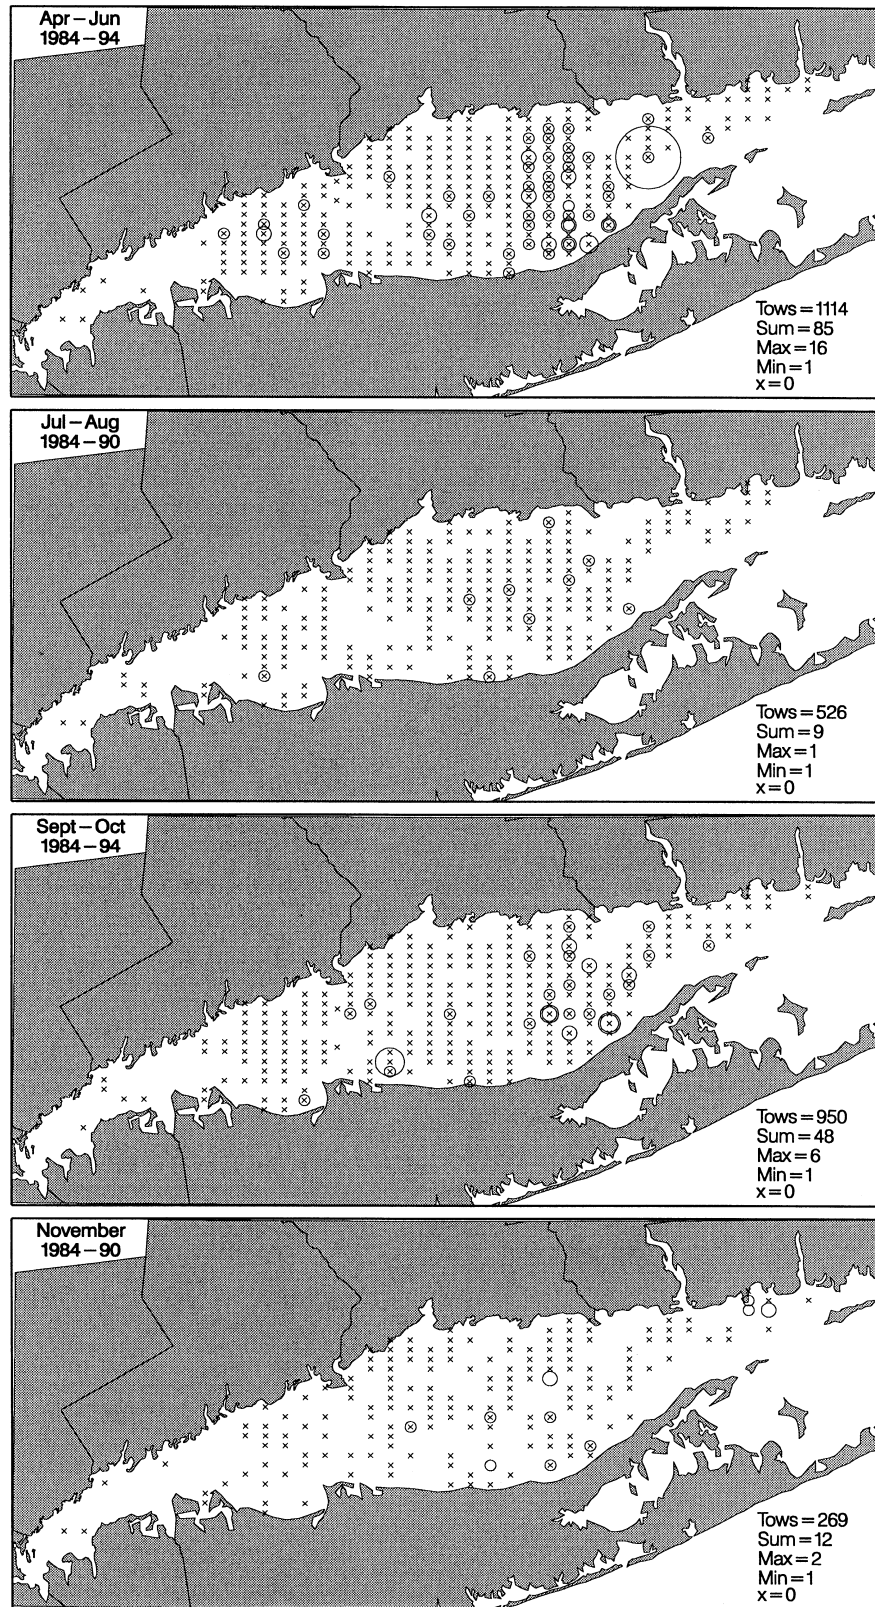 Apr – Jun
1984 – 94
Tows = 1114
Sum = 85
Max = 16
Min = 1
x = 0
Jul – Aug
1984 – 90
Tows = 526
Sum = 9
Max = 1
Min = 1
x = 0
Sept – Oct
1984 – 94
Tows = 950
Sum = 48
Max = 6
Min = 1
x = 0
November
1984 – 90
Tows = 269
Sum = 12
Max = 2
Min = 1
x = 0